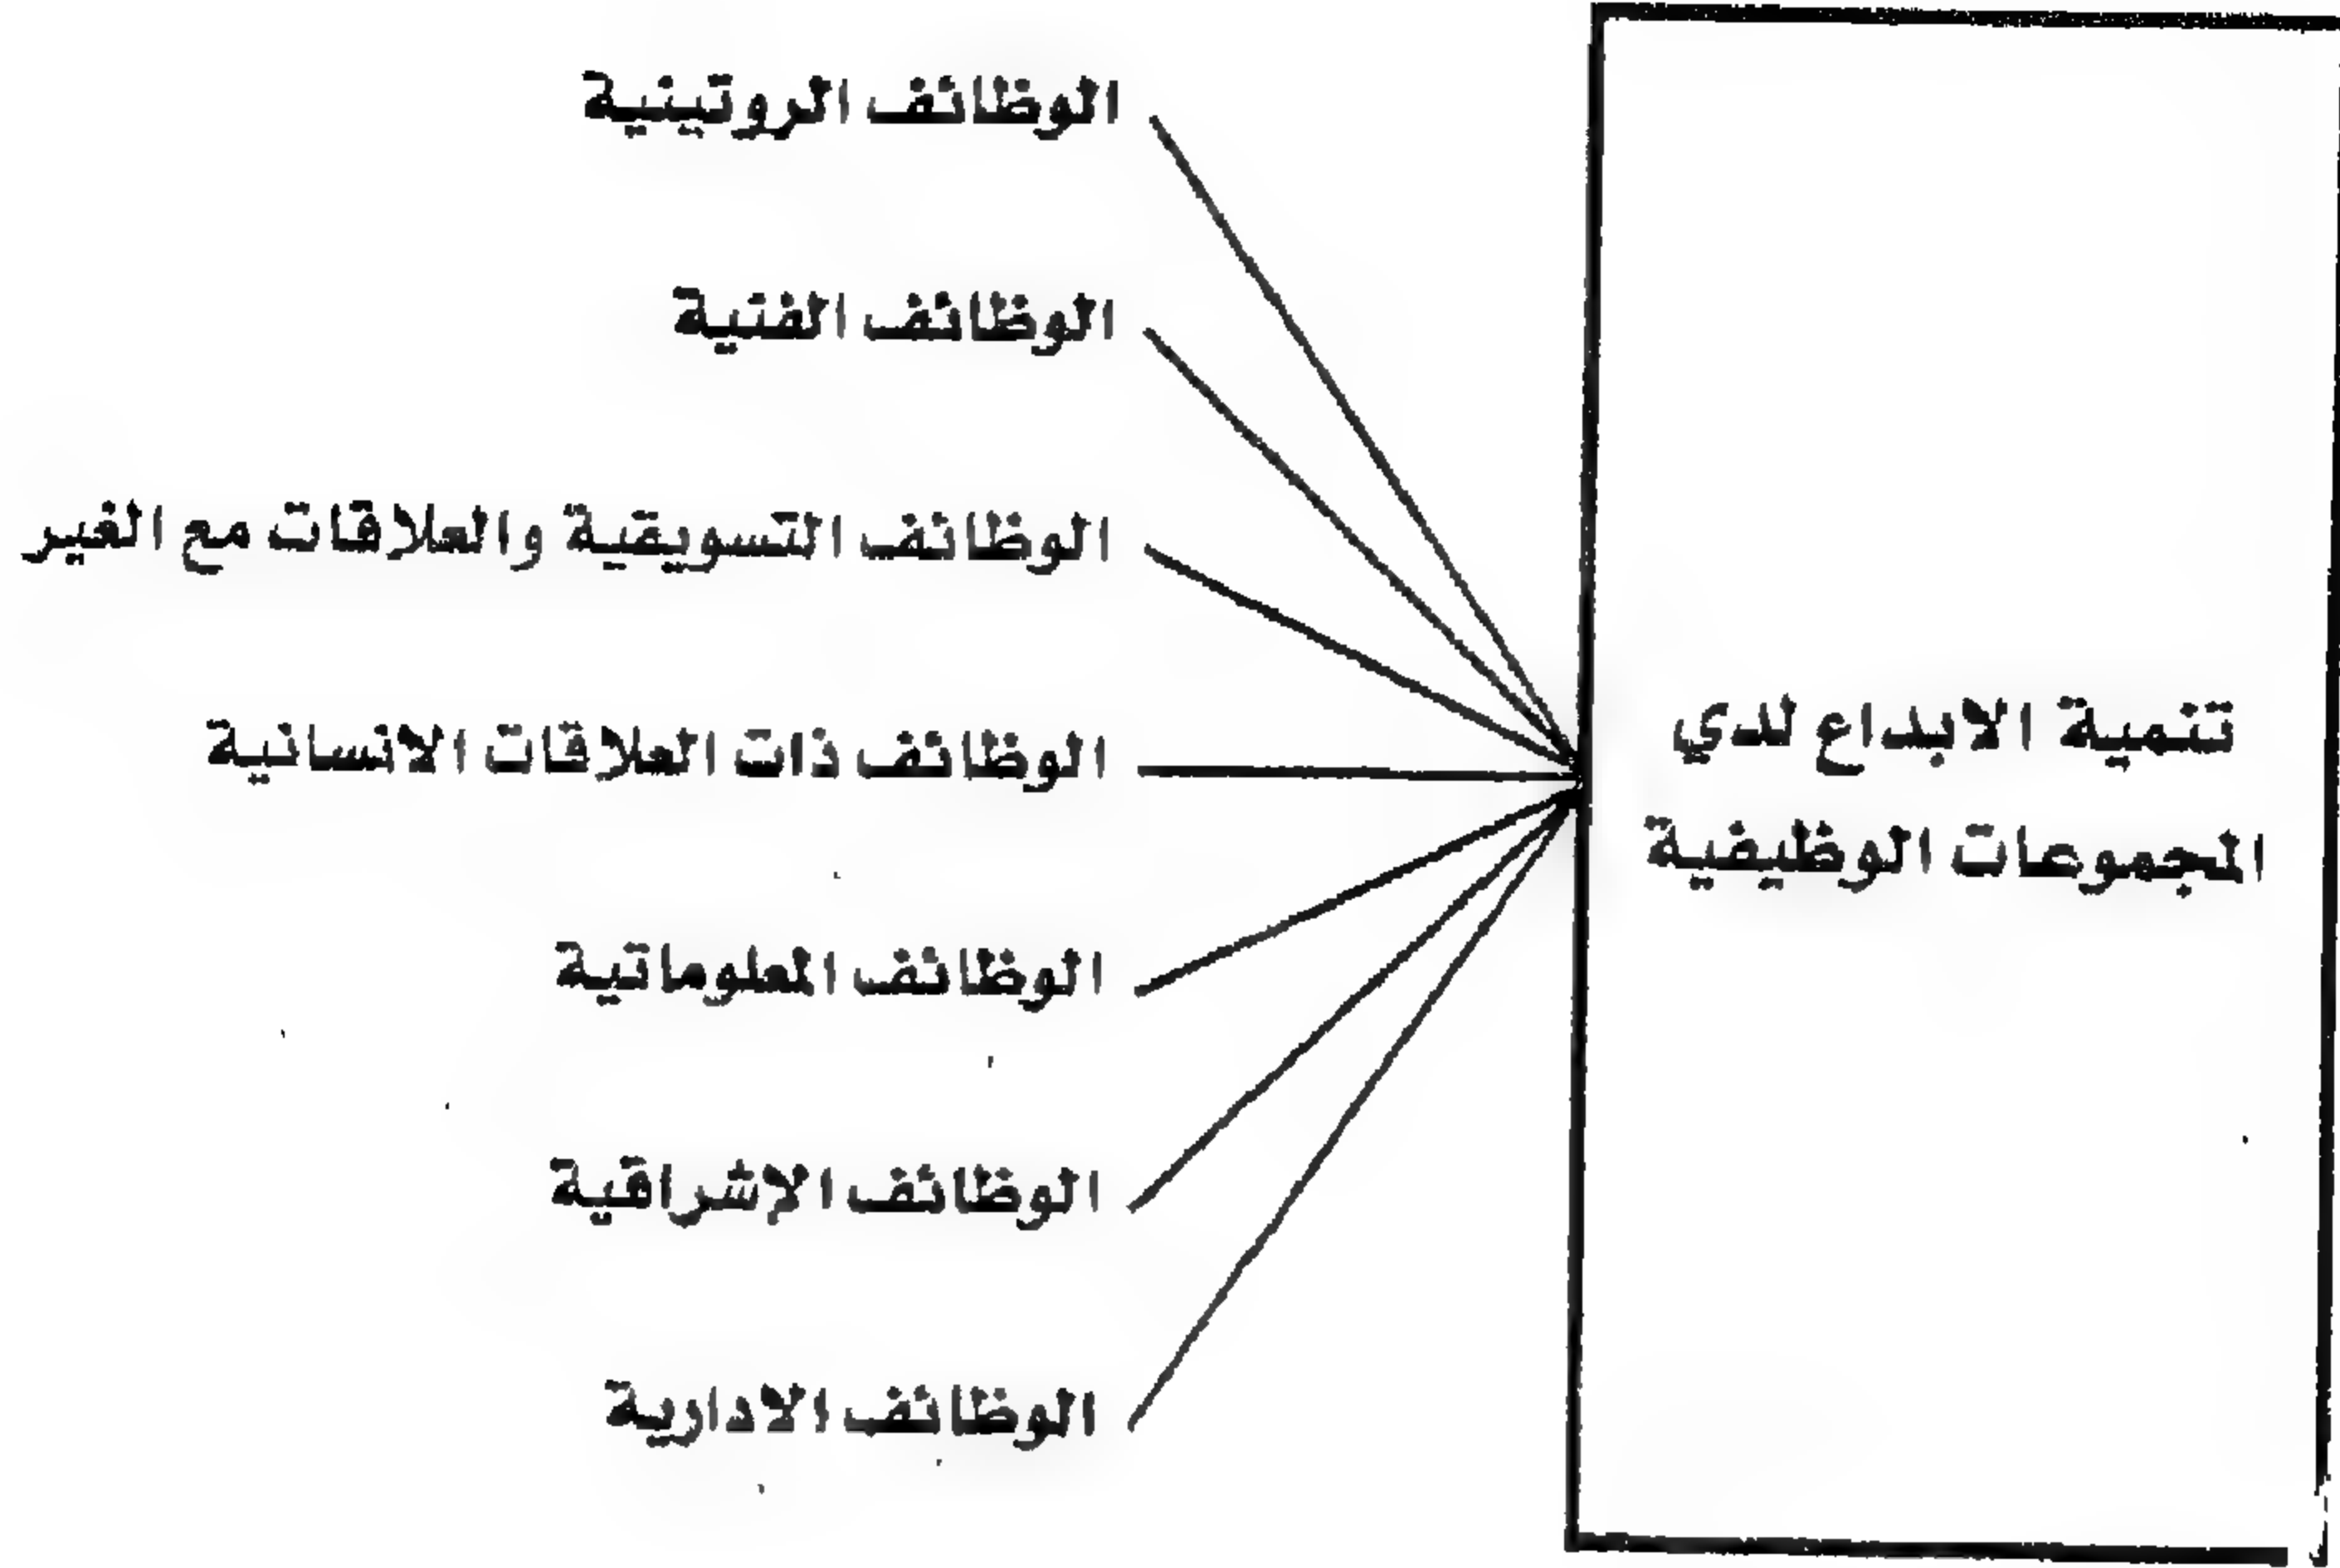 تنمية الابداع لدي
المجموعات الوظيفية
الوظائف الروتينية
الوظائف الفنية
الوظائف التسويقية والعلاقات مع الغير
الوظائف ذات العلاقات الانسانية
الوظائف المعلوماتية
الوظائف الإشراقية
الوظائف الادارية